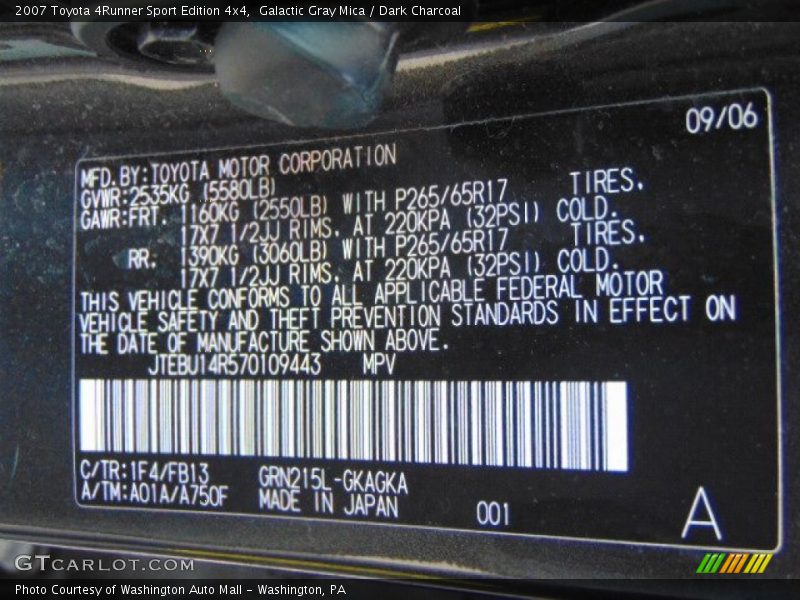 2007 Toyota 4Runner Sport Edition 4x4,  Galactic Gray Mica / Dark Charcoal
09/06
MFD. BY: TOYOTA MOTOR CORPORATION
GVWR: 2535KG (5580LB)
GAWR: FRT. 1160KG (2550LB) WITH P265/65R17 TIRES.
17X7 1/2JJ RIMS. AT 220KPA (32PSI) COLD.
RR. 1390KG (3060LB) WITH P265/65R17 TIRES.
17X7 1/2JJ RIMS. AT 220KPA (32PSI) COLD.
THIS VEHICLE CONFORMS TO ALL APPLICABLE FEDERAL MOTOR
VEHICLE SAFETY AND THEFT PREVENTION STANDARDS IN EFFECT ON
THE DATE OF MANUFACTURE SHOWN ABOVE.
JTEBU14R570109443 MPV
C/TR: 1F4/FB13 GRN215L-GKAGKA
A/TM: A01A/A750F MADE IN JAPAN 001 A
GTCARLOT.COM
Photo Courtesy of Washington Auto Mall - Washington, PA